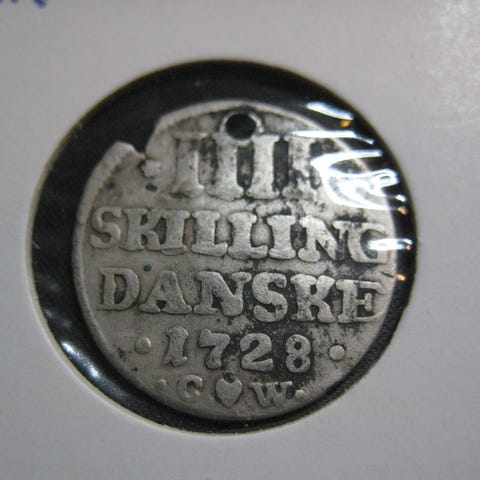 ·IIII·
SKILLING
DANSKE
·1728·
·C♥W·